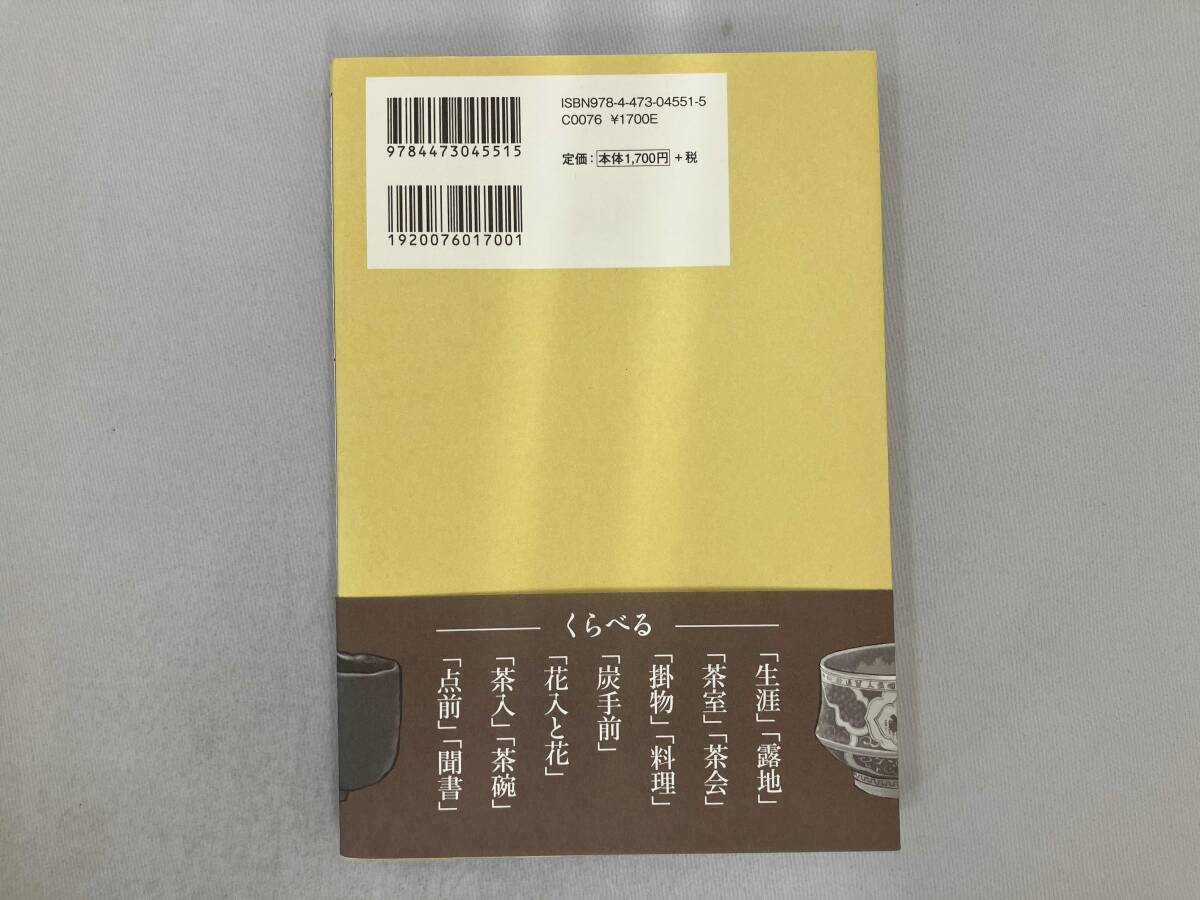 ISBN978-4-473-04551-5
C0076 ¥1700E
9784473045515
定価：本体1,700円＋税
1920076017001
くらべる
「生涯」「露地」
「茶室」「茶会」
「掛物」「料理」
「炭手前」
「花入と花」
「茶入」「茶碗」
「点前」「聞書」